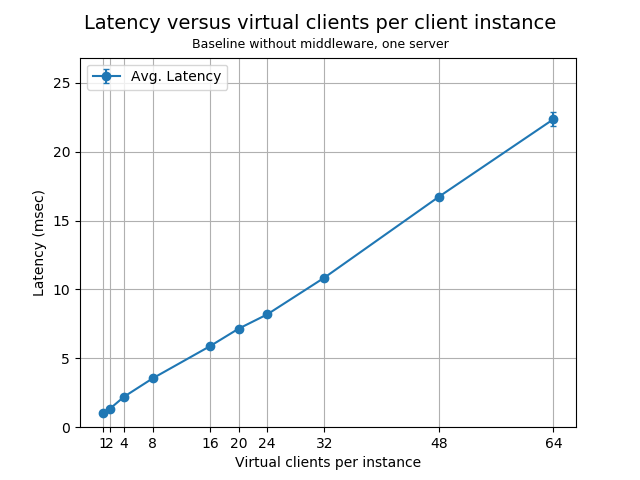 Latency versus virtual clients per client instance
Baseline without middleware, one server
Avg. Latency
Latency (msec)
25
20
15
10
5
0
1 2 4 8 16 20 24 32 48 64
Virtual clients per instance